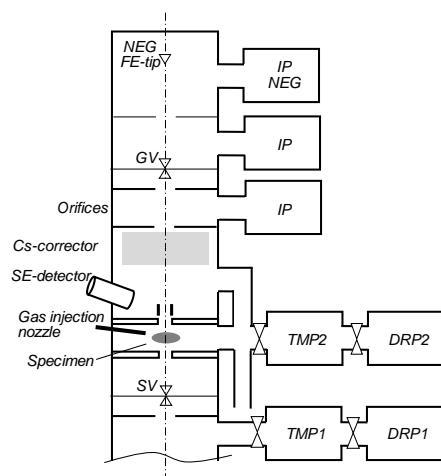 NEG
FE-tip
IP
NEG
IP
GV
IP
Orifices
Cs-corrector
SE-detector
Gas injection
nozzle
Specimen
TMP2
DRP2
SV
TMP1
DRP1